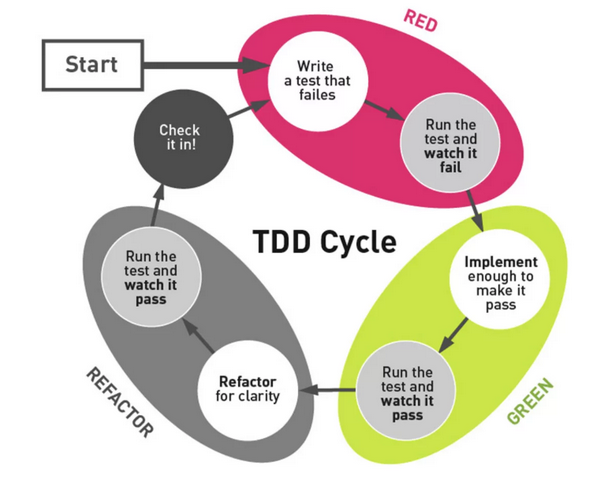 RED
Start
Write
a test that
failes
Check
it in!
Run the
test and
watch it
fail
TDD Cycle
Run the
test and
watch it
pass
Implement
enough to
make it
pass
Refactor
for clarity
Run the
test and
watch it
pass
REFACTOR
GREEN